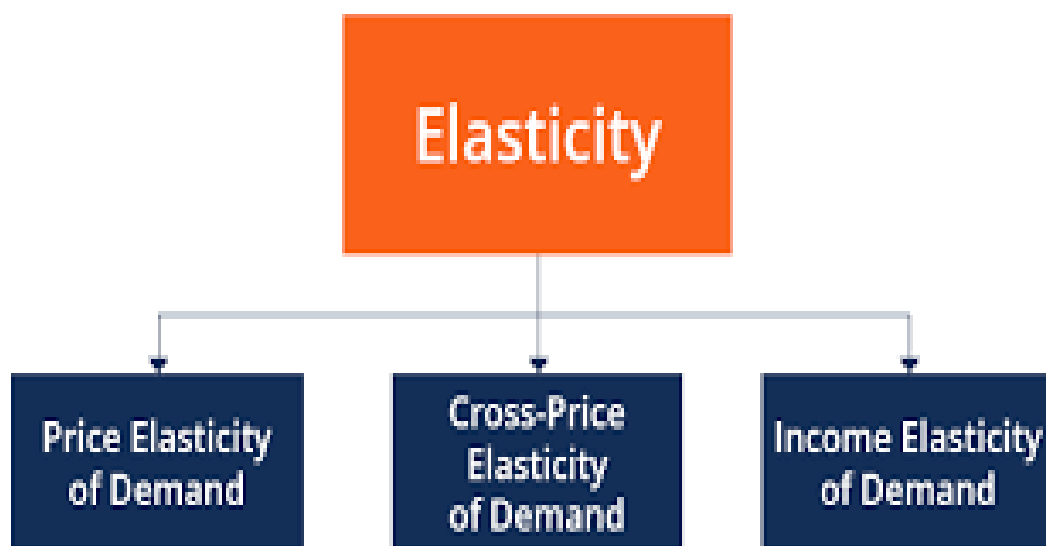 Elasticity
Price Elasticity
of Demand
Cross-Price
Elasticity
of Demand
Income Elasticity
of Demand